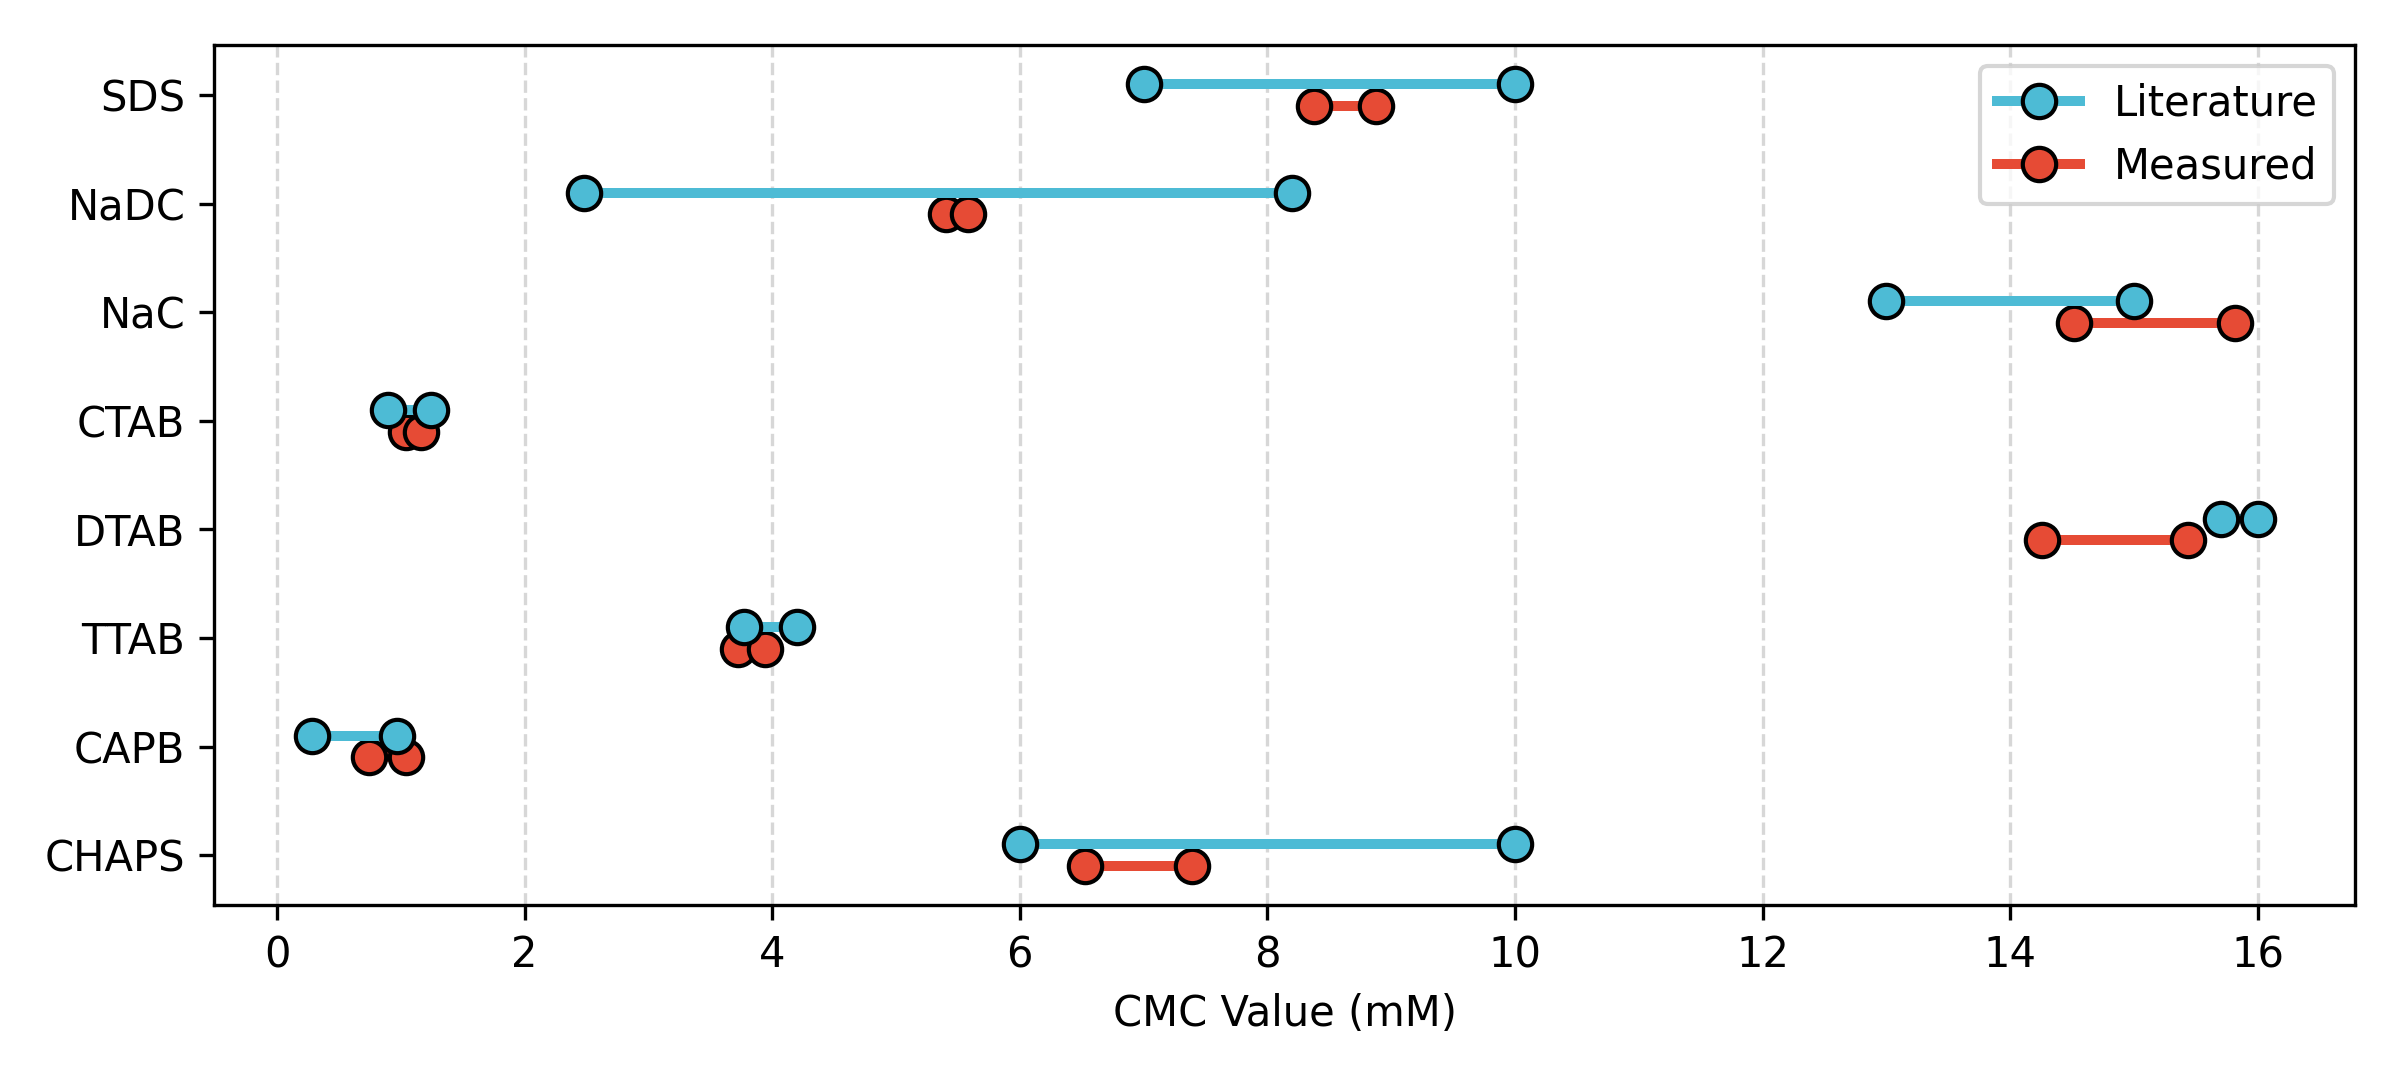 SDS
NaDC
NaC
CTAB
DTAB
TTAB
CAPB
CHAPS
Literature
Measured
0 2 4 6 8 10 12 14 16
CMC Value (mM)